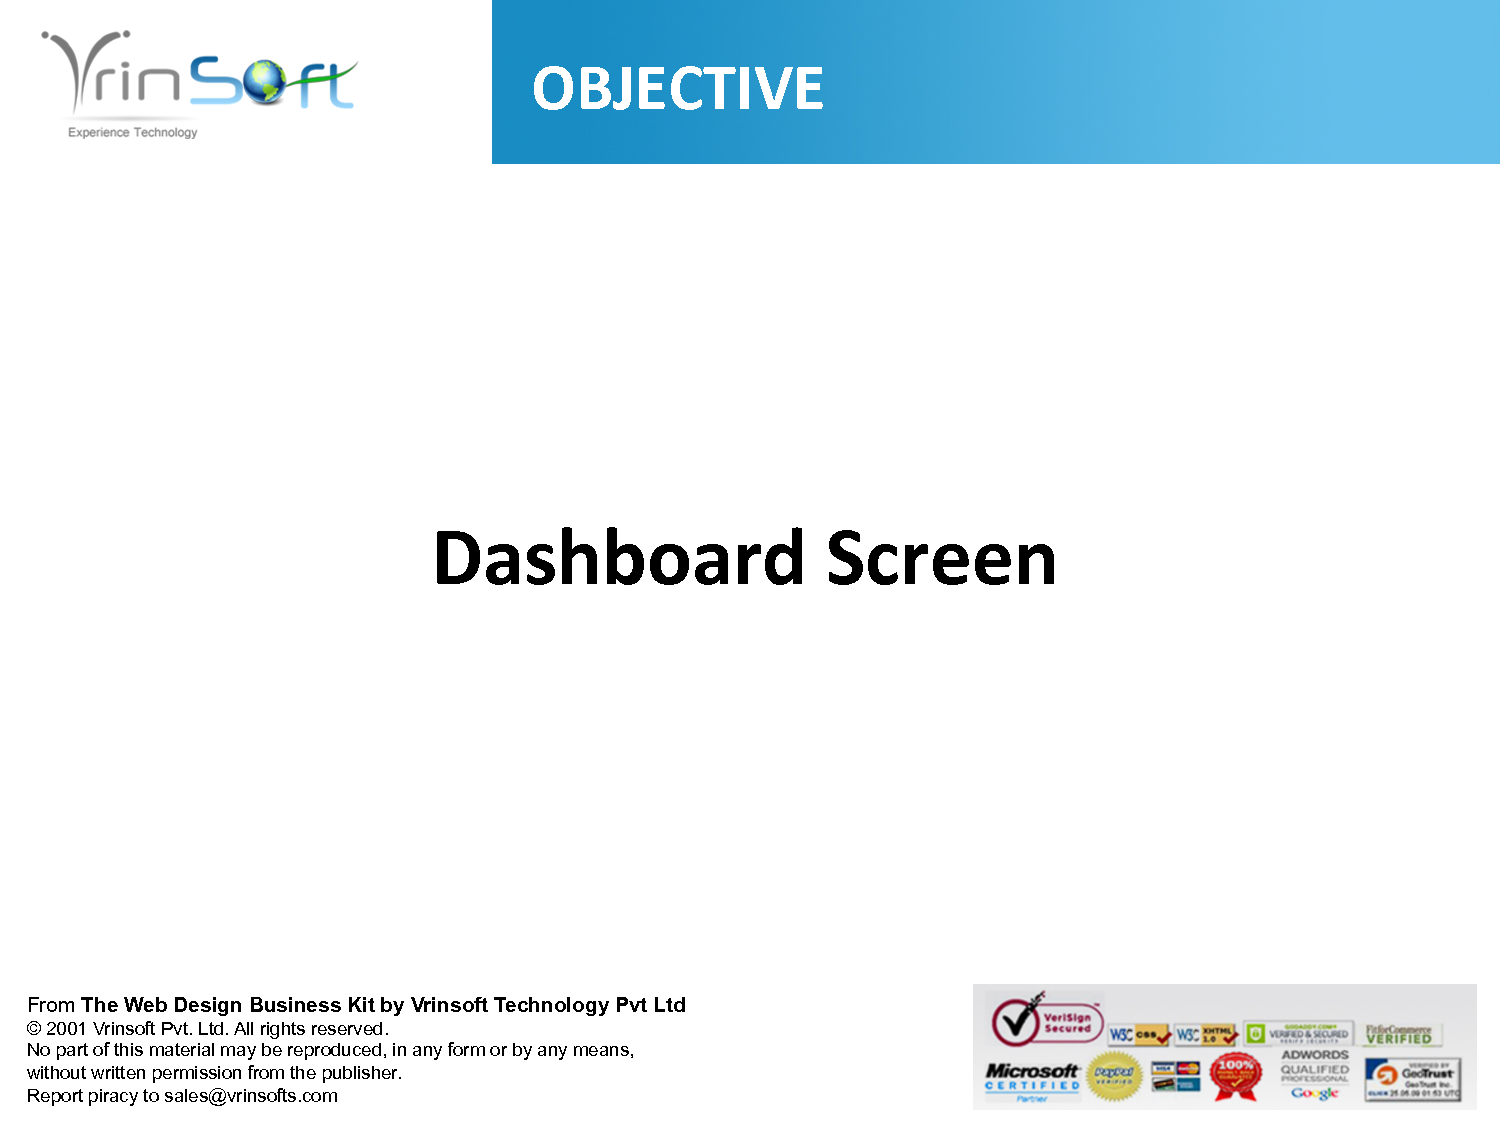 VrinSoft
Experience Technology
OBJECTIVE
Dashboard Screen
From The Web Design Business Kit by Vrinsoft Technology Pvt Ltd
© 2001 Vrinsoft Pvt. Ltd. All rights reserved.
No part of this material may be reproduced, in any form or by any means,
without written permission from the publisher.
Report piracy to sales@vrinsofts.com
VeriSign
Secured
W3C css
W3C XHTML 1.0
VERIFIED & SECURED
FitforCommerce
VERIFIED
Microsoft
CERTIFIED
Partner
PayPal
VERIFIED
VISA
100%
ADWORDS
QUALIFIED
PROFESSIONAL
Google
VERIFIED BY
GeoTrust
GeoTrust Inc.